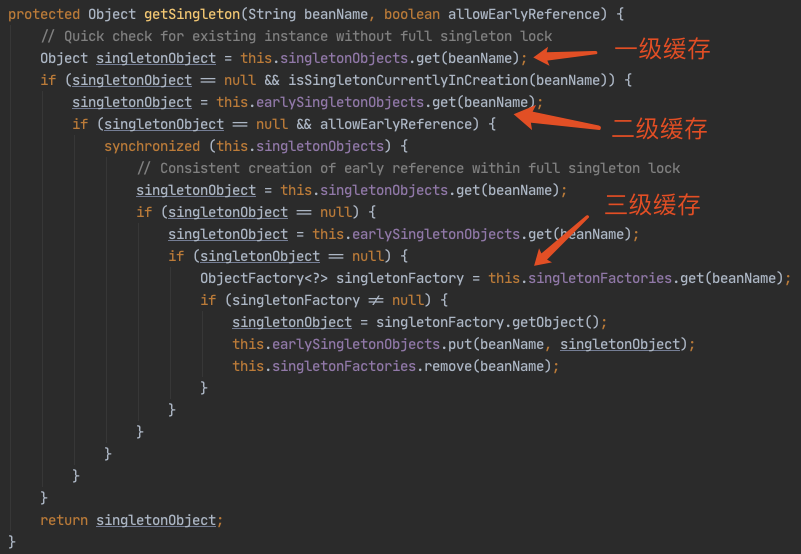 protected Object getSingleton(String beanName, boolean allowEarlyReference) {
// Quick check for existing instance without full singleton lock
Object singletonObject = this.singletonObjects.get(beanName); 一级缓存
if (singletonObject == null && isSingletonCurrentlyInCreation(beanName)) {
singletonObject = this.earlySingletonObjects.get(beanName);
if (singletonObject == null && allowEarlyReference) { 二级缓存
synchronized (this.singletonObjects) {
// Consistent creation of early reference within full singleton lock
singletonObject = this.singletonObjects.get(beanName);
if (singletonObject == null) { 三级缓存
singletonObject = this.earlySingletonObjects.get(beanName);
if (singletonObject == null) {
ObjectFactory<?> singletonFactory = this.singletonFactories.get(beanName);
if (singletonFactory != null) {
singletonObject = singletonFactory.getObject();
this.earlySingletonObjects.put(beanName, singletonObject);
this.singletonFactories.remove(beanName);
}
}
}
}
}
}
return singletonObject;
}